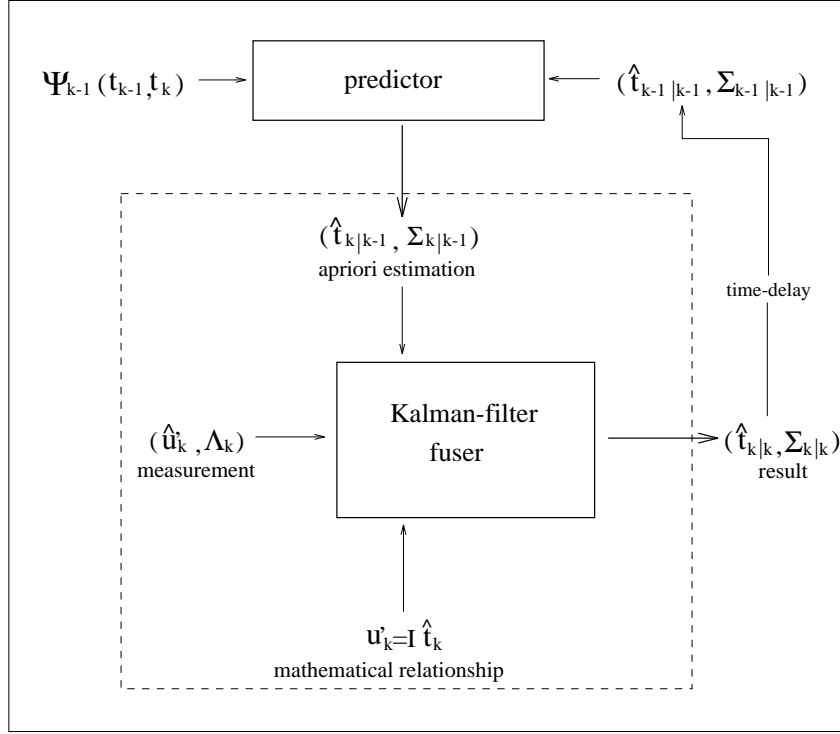 Ψk-1 (tk-1,tk)
predictor
(t̂k-1|k-1, Σk-1|k-1)
(t̂k|k-1, Σk|k-1)
apriori estimation
time-delay
Kalman-filter
fuser
(û'k, Λk)
measurement
(t̂k|k, Σk|k)
result
u'k=I t̂k
mathematical relationship